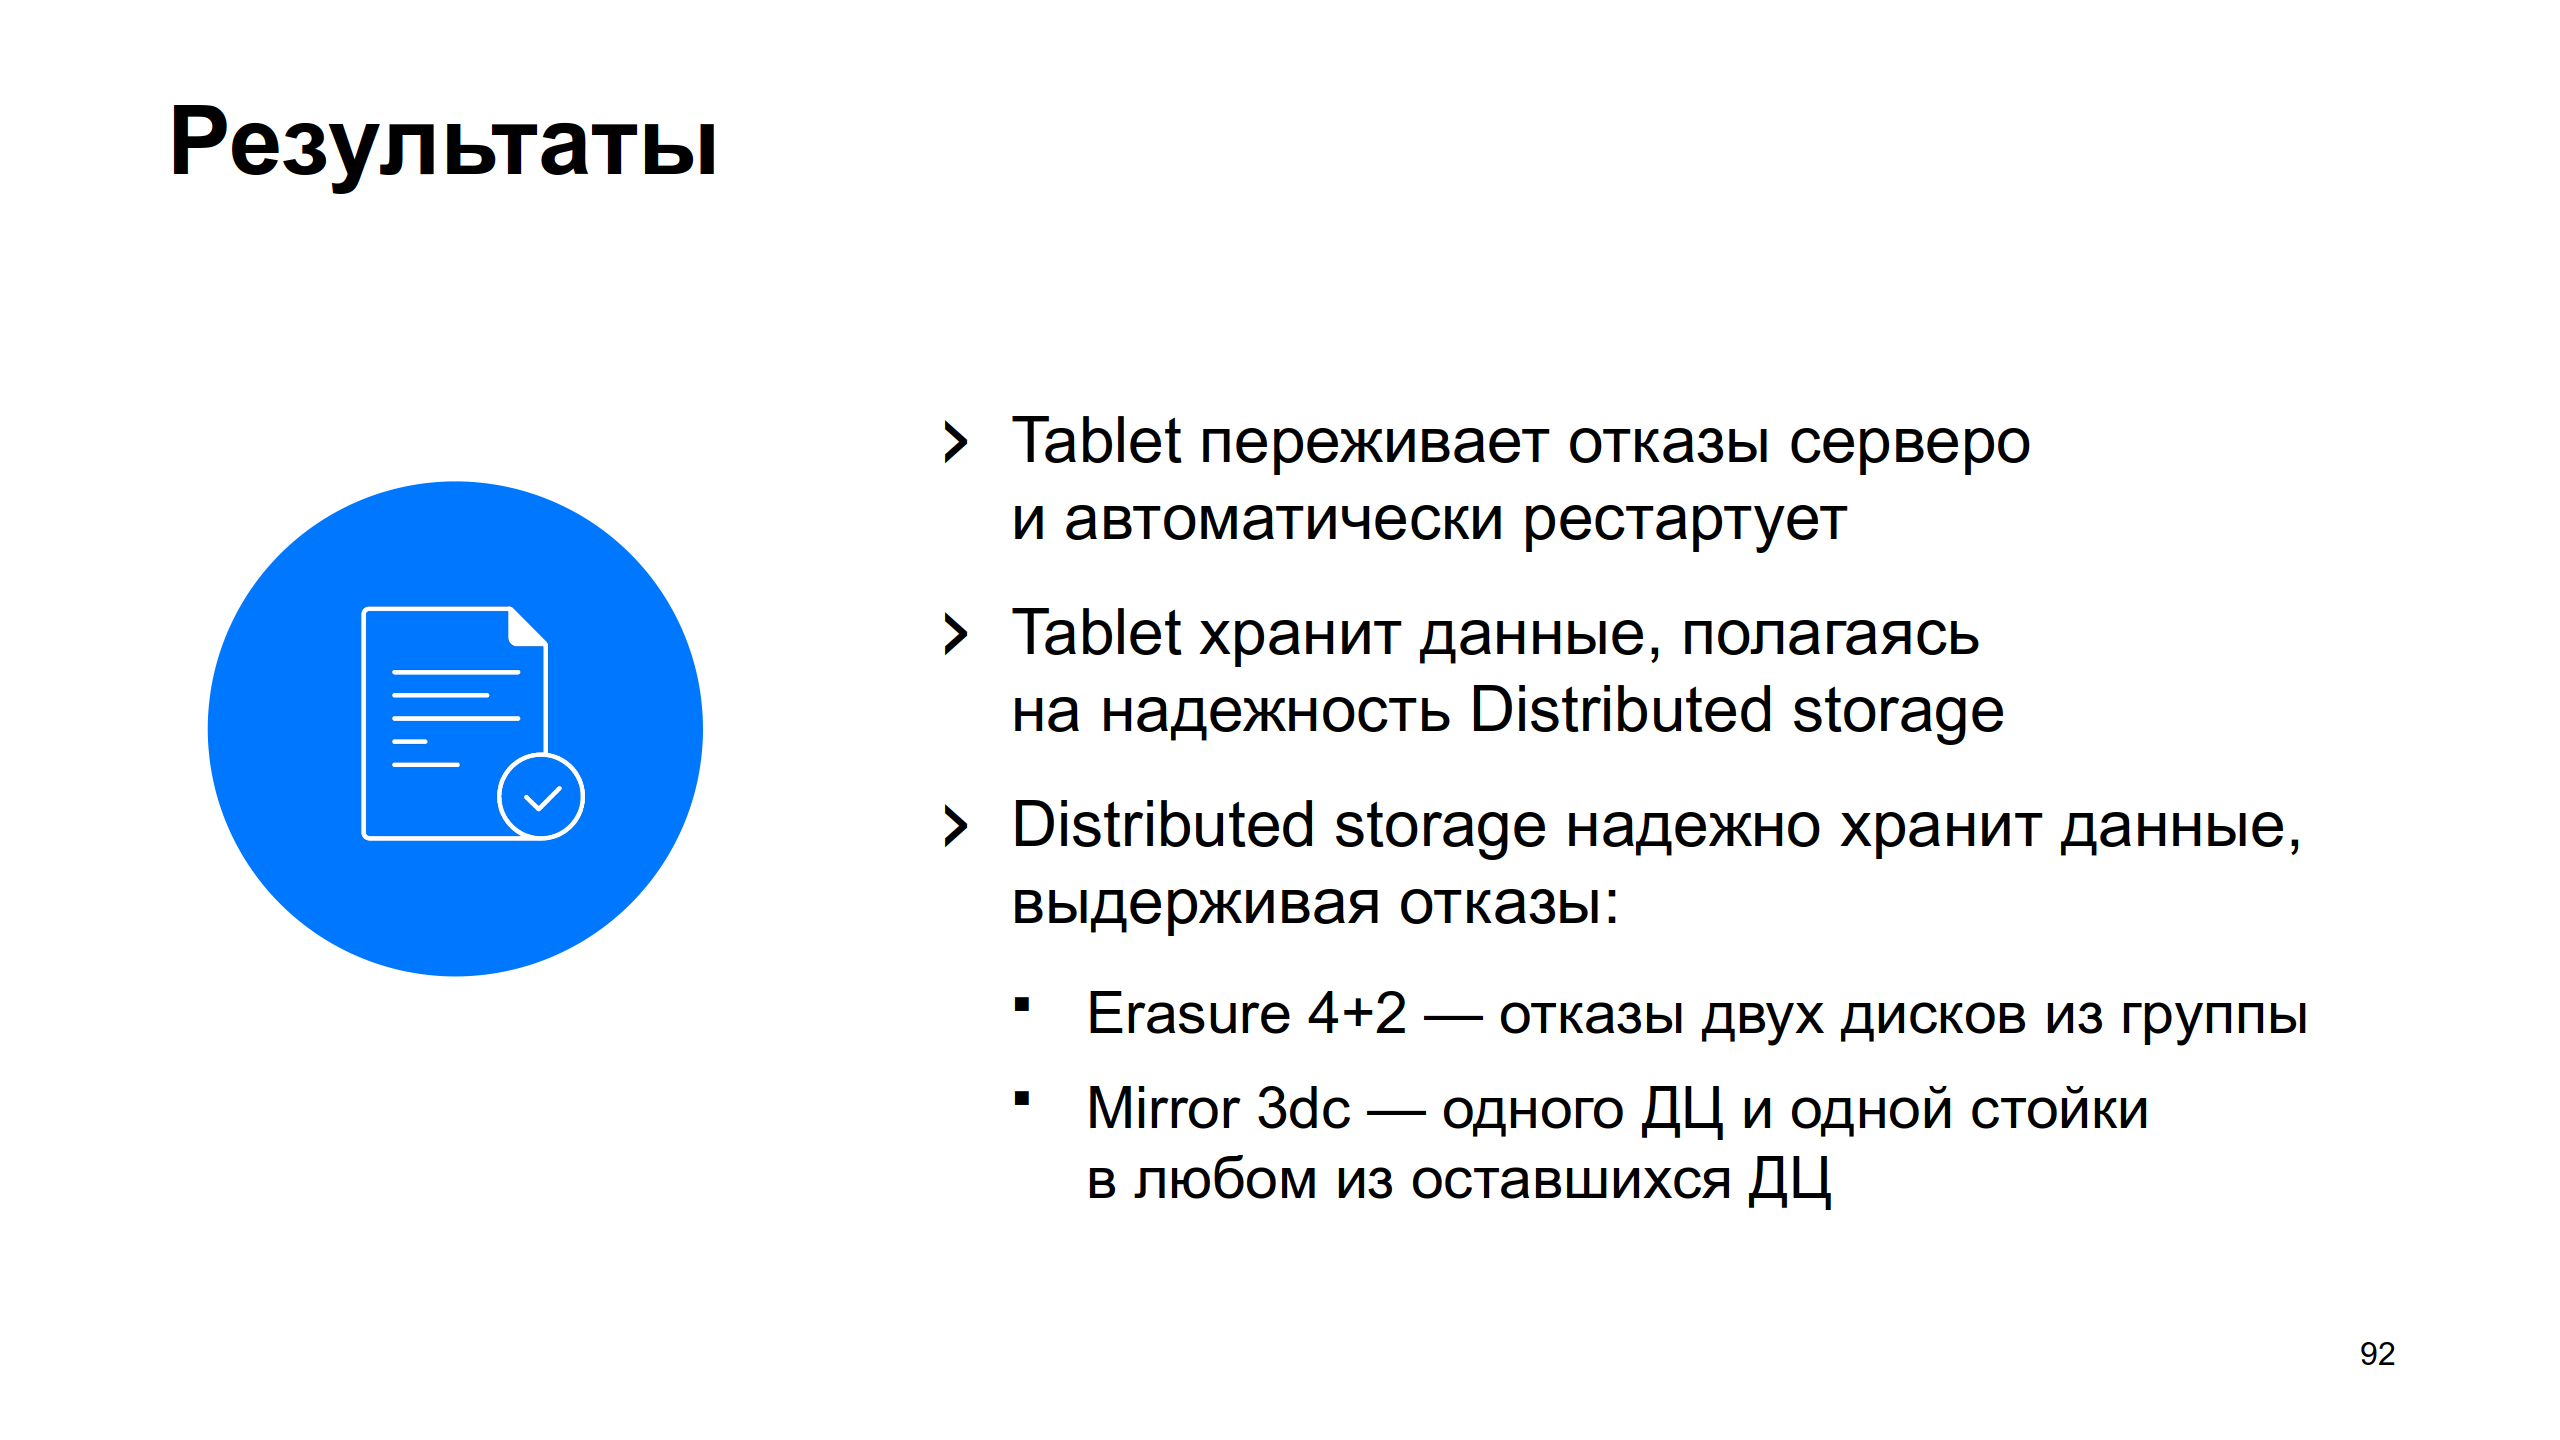 Результаты
› Tablet переживает отказы серверо
и автоматически рестартует
› Tablet хранит данные, полагаясь
на надежность Distributed storage
› Distributed storage надежно хранит данные,
выдерживая отказы:
▪ Erasure 4+2 — отказы двух дисков из группы
▪ Mirror 3dc — одного ДЦ и одной стойки
в любом из оставшихся ДЦ
92